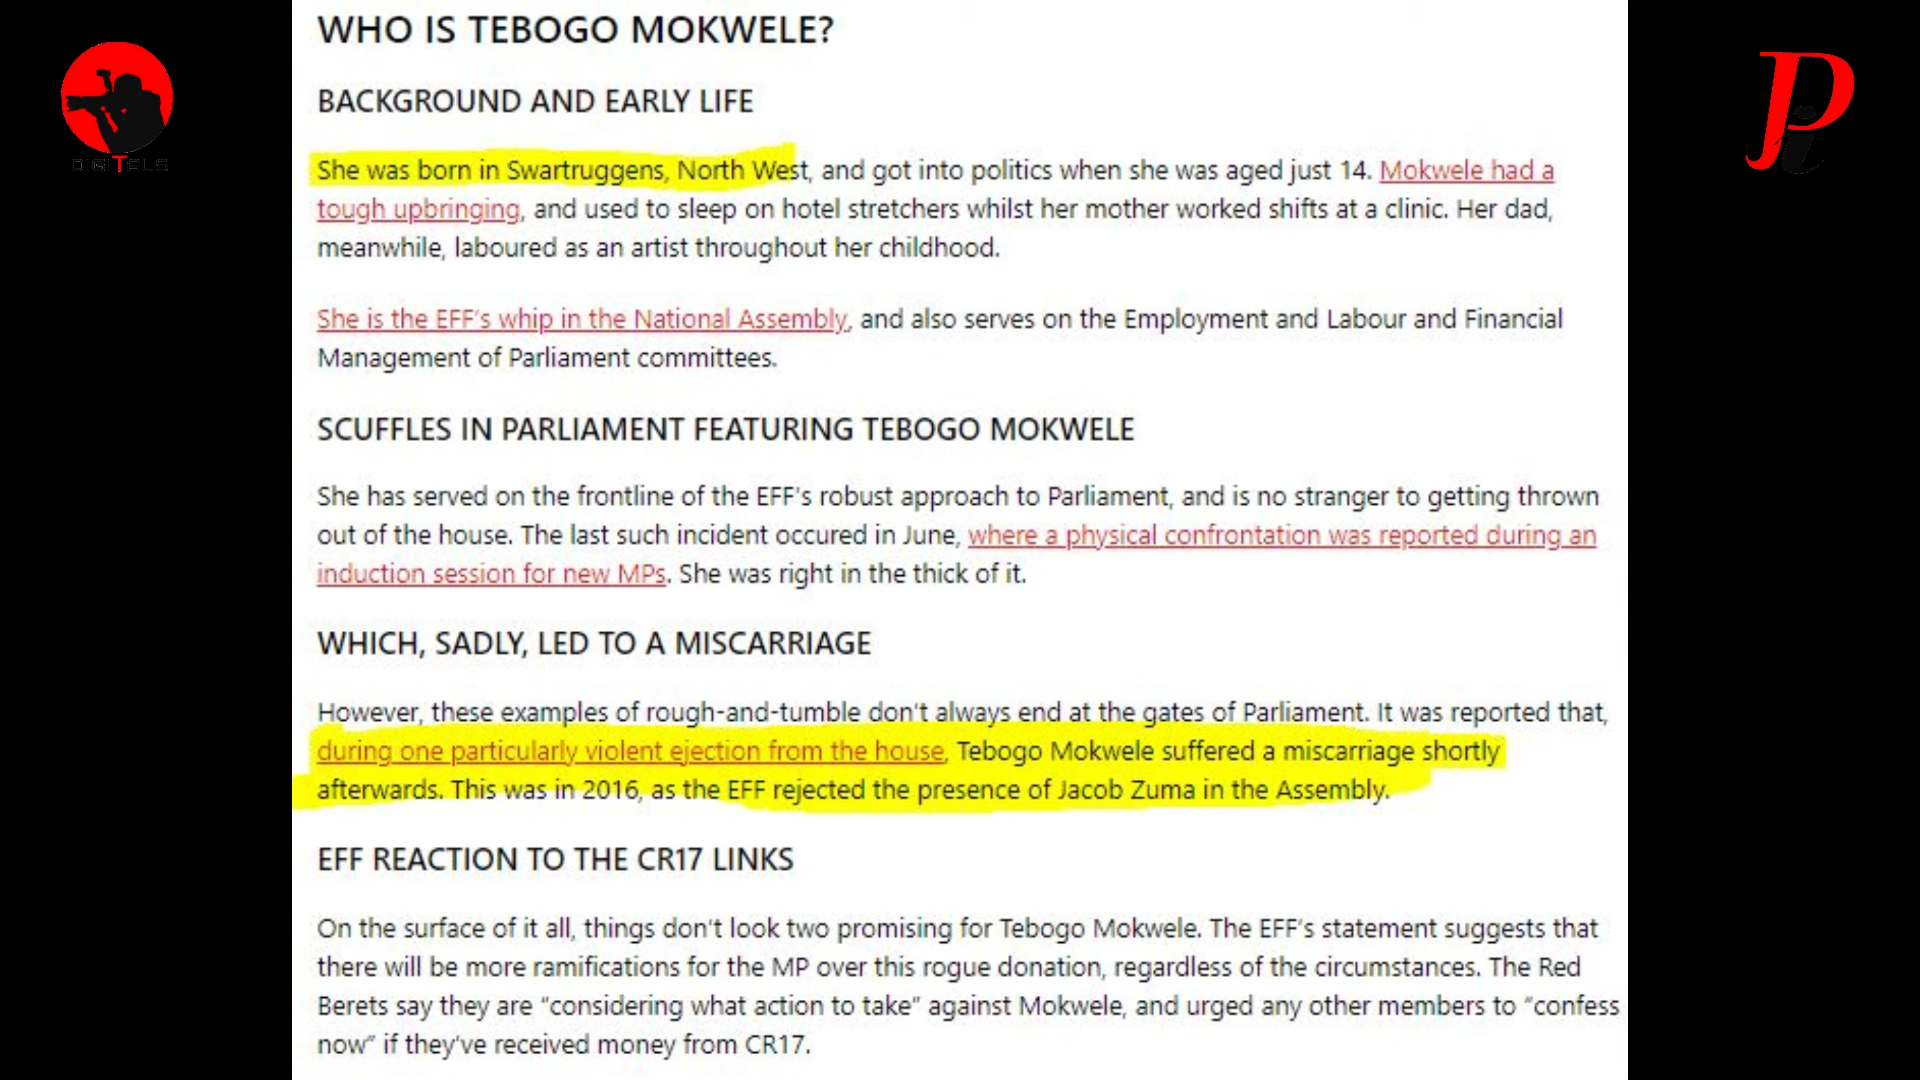 WHO IS TEBOGO MOKWELE?
BACKGROUND AND EARLY LIFE
She was born in Swartruggens, North West, and got into politics when she was aged just 14. Mokwele had a
tough upbringing, and used to sleep on hotel stretchers whilst her mother worked shifts at a clinic. Her dad,
meanwhile, laboured as an artist throughout her childhood.
She is the EFF's whip in the National Assembly, and also serves on the Employment and Labour and Financial
Management of Parliament committees.
SCUFFLES IN PARLIAMENT FEATURING TEBOGO MOKWELE
She has served on the frontline of the EFF's robust approach to Parliament, and is no stranger to getting thrown
out of the house. The last such incident occured in June, where a physical confrontation was reported during an
induction session for new MPs. She was right in the thick of it.
WHICH, SADLY, LED TO A MISCARRIAGE
However, these examples of rough-and-tumble don't always end at the gates of Parliament. It was reported that,
during one particularly violent ejection from the house, Tebogo Mokwele suffered a miscarriage shortly
afterwards. This was in 2016, as the EFF rejected the presence of Jacob Zuma in the Assembly.
EFF REACTION TO THE CR17 LINKS
On the surface of it all, things don't look two promising for Tebogo Mokwele. The EFF's statement suggests that
there will be more ramifications for the MP over this rogue donation, regardless of the circumstances. The Red
Berets say they are “considering what action to take” against Mokwele, and urged any other members to “confess
now” if they've received money from CR17.
DIGITELS
Pi